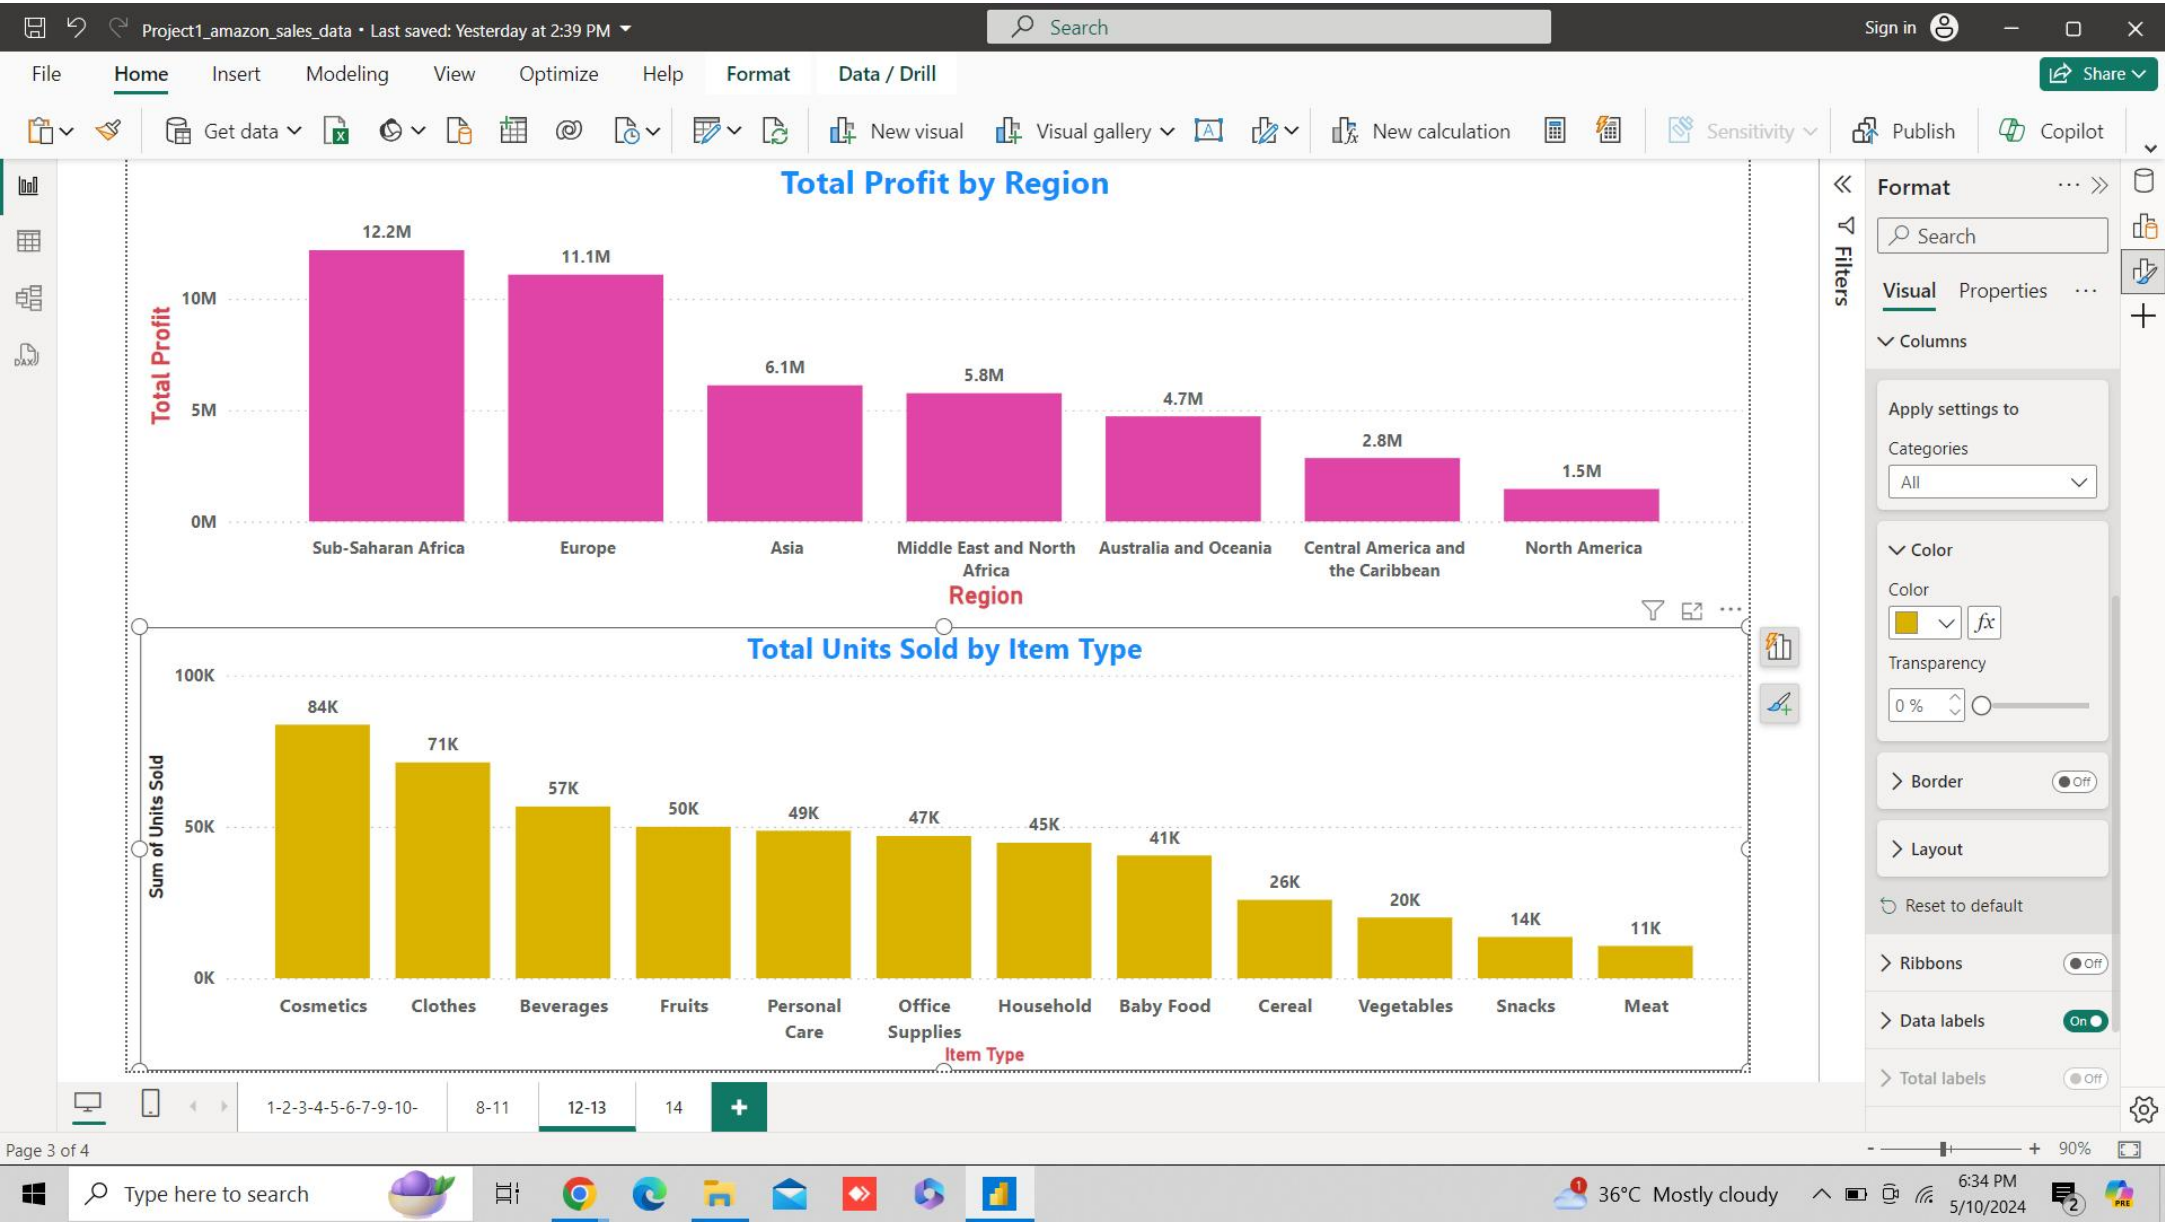 Project1_amazon_sales_data • Last saved: Yesterday at 2:39 PM
Search
Sign in
File Home Insert Modeling View Optimize Help Format Data / Drill
Share
Get data
New visual
Visual gallery
New calculation
Sensitivity
Publish
Copilot
DAX
Total Profit by Region
Total Profit
10M
5M
0M
12.2M
11.1M
6.1M
5.8M
4.7M
2.8M
1.5M
Sub-Saharan Africa
Europe
Asia
Middle East and North
Africa
Australia and Oceania
Central America and
the Caribbean
North America
Region
Total Units Sold by Item Type
Sum of Units Sold
100K
50K
0K
84K
71K
57K
50K
49K
47K
45K
41K
26K
20K
14K
11K
Cosmetics
Clothes
Beverages
Fruits
Personal
Care
Office
Supplies
Household
Baby Food
Cereal
Vegetables
Snacks
Meat
Item Type
Filters
Format
Search
Visual Properties
Columns
Apply settings to
Categories
All
Color
Color
fx
Transparency
0 %
Border Off
Layout
Reset to default
Ribbons Off
Data labels On
Total labels Off
1-2-3-4-5-6-7-9-10-
8-11
12-13
14
Page 3 of 4
- + 90%
Type here to search
1
36°C Mostly cloudy
6:34 PM
5/10/2024
2
PRE